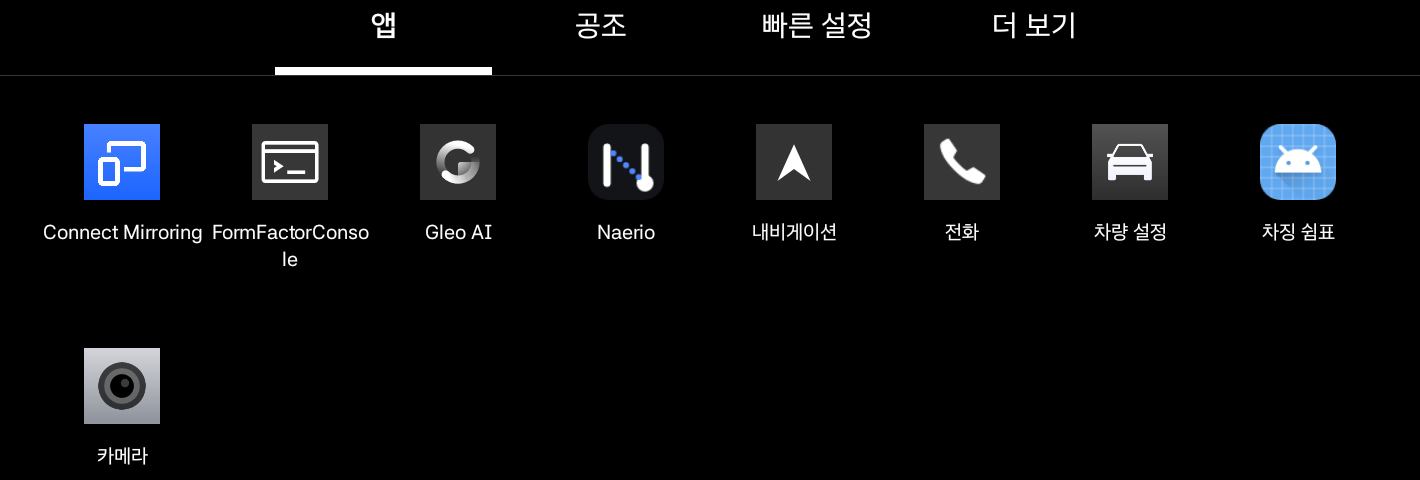 앱 공조 빠른 설정 더 보기
Connect Mirroring FormFactorConso Gleo AI Naerio 내비게이션 전화 차량 설정 차징 쉼표
le
카메라